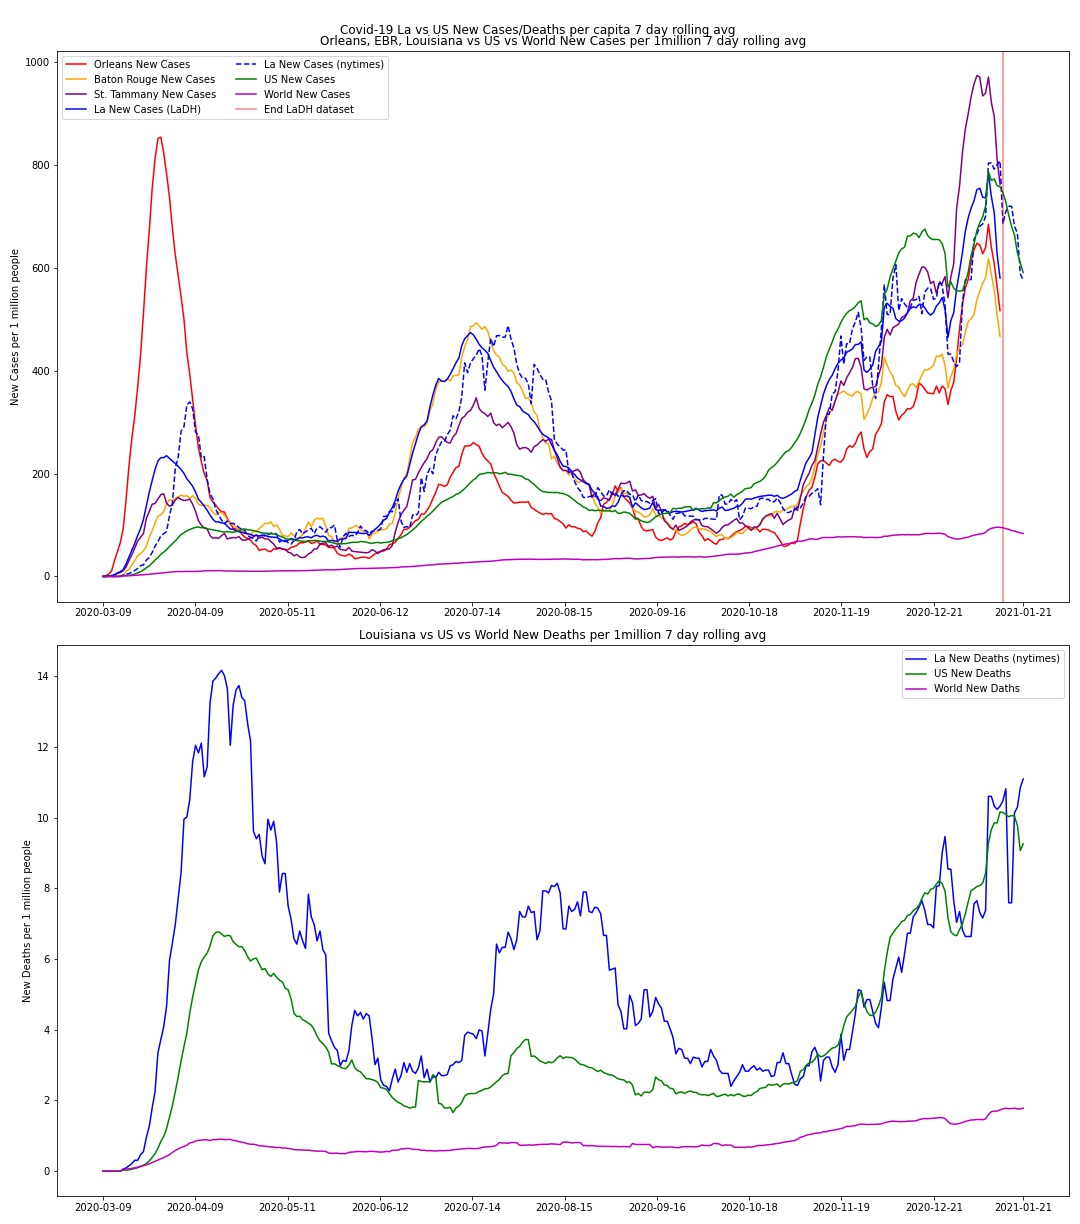 Covid-19 La vs US New Cases/Deaths per capita 7 day rolling avg
Orleans, EBR, Louisiana vs US vs World New Cases per 1million 7 day rolling avg
Orleans New Cases
Baton Rouge New Cases
St. Tammany New Cases
La New Cases (LaDH)
La New Cases (nytimes)
US New Cases
World New Cases
End LaDH dataset
New Cases per 1 million people
1000
800
600
400
200
0
2020-03-09 2020-04-09 2020-05-11 2020-06-12 2020-07-14 2020-08-15 2020-09-16 2020-10-18 2020-11-19 2020-12-21 2021-01-21
Louisiana vs US vs World New Deaths per 1million 7 day rolling avg
La New Deaths (nytimes)
US New Deaths
World New Daths
New Deaths per 1 million people
14
12
10
8
6
4
2
0
2020-03-09 2020-04-09 2020-05-11 2020-06-12 2020-07-14 2020-08-15 2020-09-16 2020-10-18 2020-11-19 2020-12-21 2021-01-21